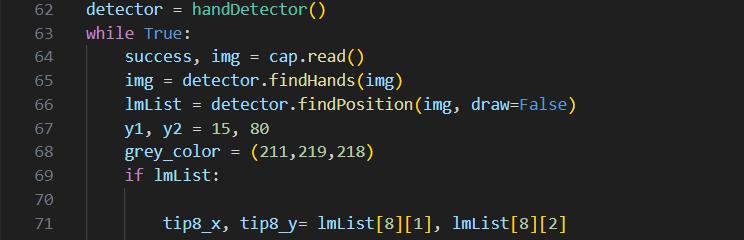 62 detector = handDetector()
63 while True:
64 success, img = cap.read()
65 img = detector.findHands(img)
66 lmList = detector.findPosition(img, draw=False)
67 y1, y2 = 15, 80
68 grey_color = (211,219,218)
69 if lmList:
70
71 tip8_x, tip8_y= lmList[8][1], lmList[8][2]